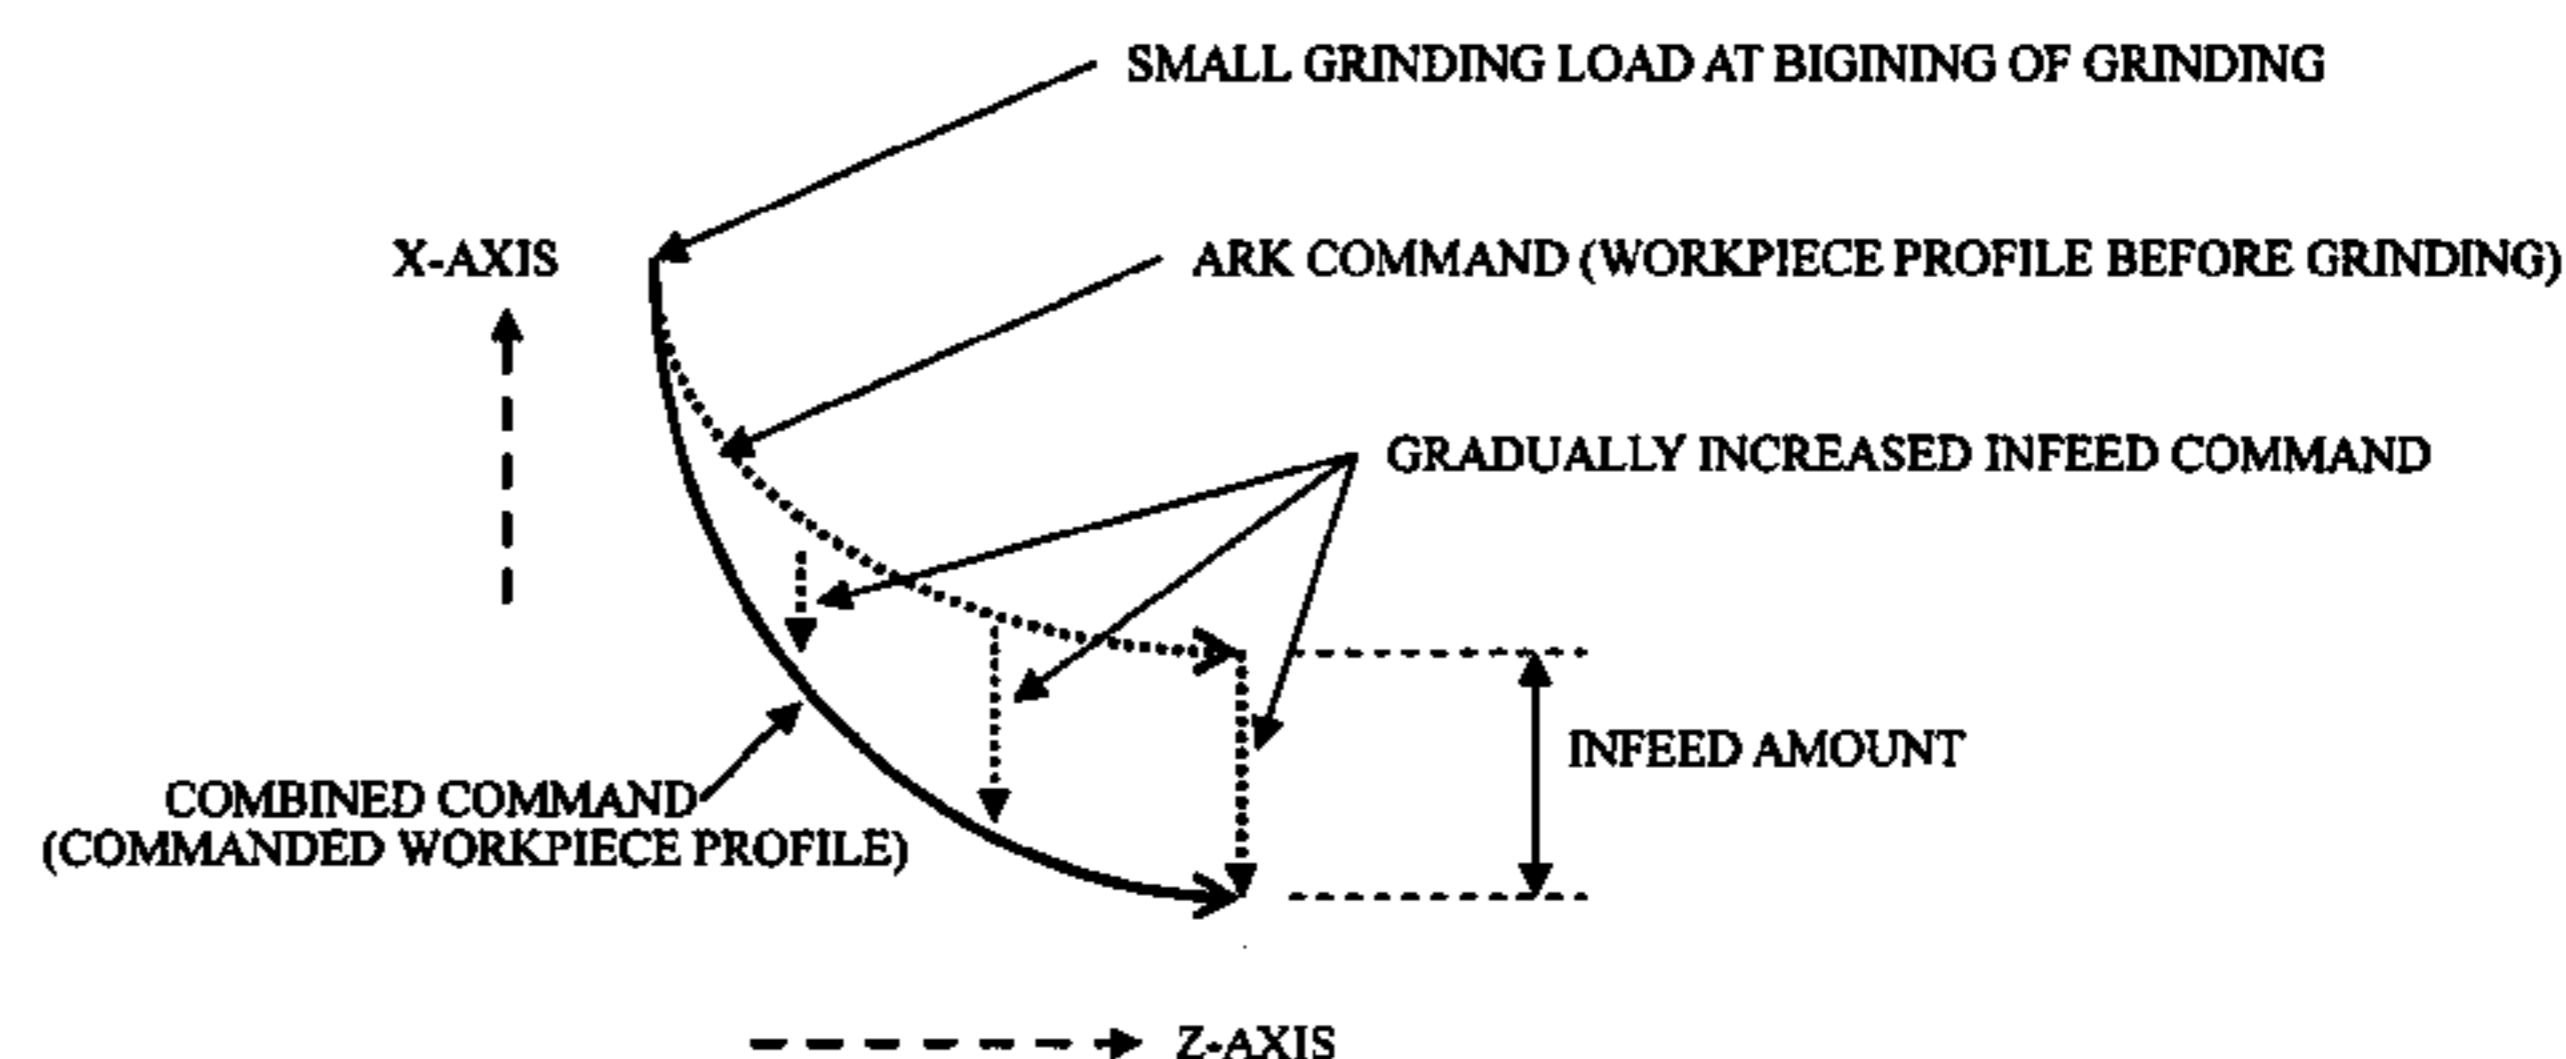 SMALL GRINDING LOAD AT BIGINING OF GRINDING
X-AXIS
ARK COMMAND (WORKPIECE PROFILE BEFORE GRINDING)
GRADUALLY INCREASED INFEED COMMAND
INFEED AMOUNT
COMBINED COMMAND
(COMMANDED WORKPIECE PROFILE)
Z-AXIS